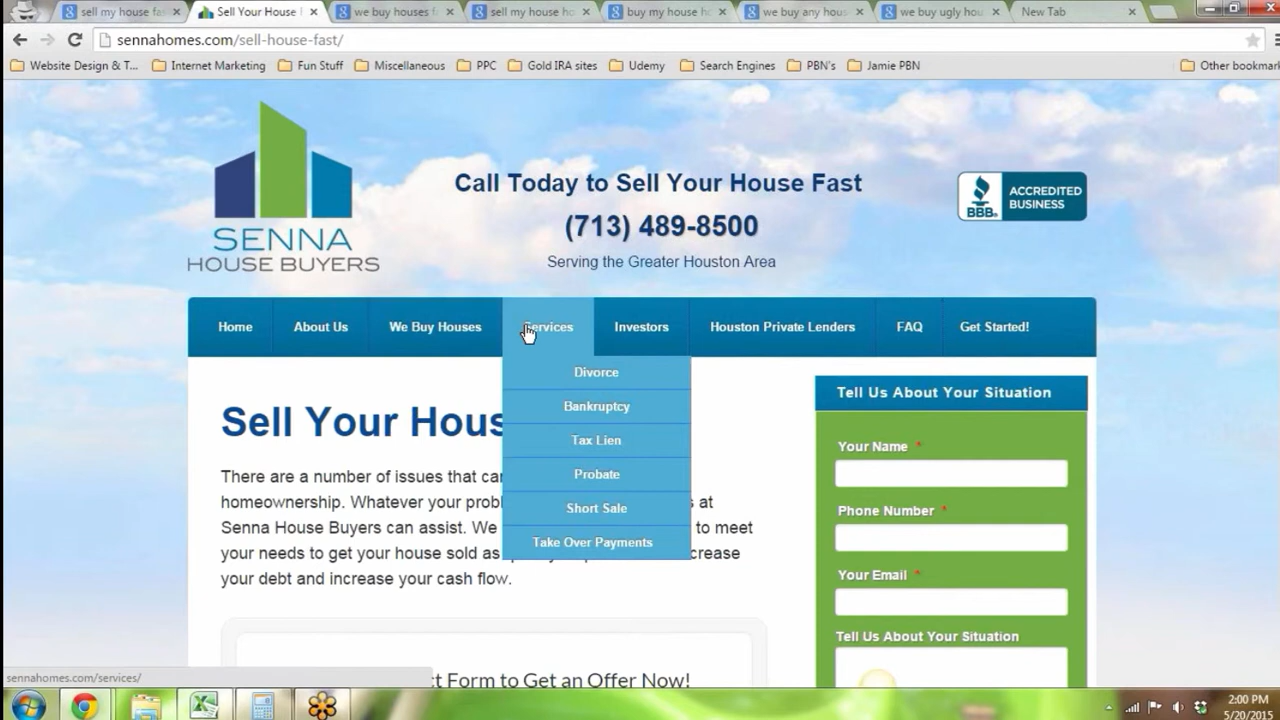 sell my house fa
Sell Your House
we buy houses f
sell my house ho
buy my house ho
we buy any hous
we buy ugly hou
New Tab
sennahomes.com/sell-house-fast/
Website Design & T...
Internet Marketing
Fun Stuff
Miscellaneous
PPC
Gold IRA sites
Udemy
Search Engines
PBN's
Jamie PBN
Other bookmar
SENNA
HOUSE BUYERS
Call Today to Sell Your House Fast
(713) 489-8500
Serving the Greater Houston Area
BBB.
ACCREDITED
BUSINESS
Home
About Us
We Buy Houses
Services
Investors
Houston Private Lenders
FAQ
Get Started!
Divorce
Bankruptcy
Tax Lien
Probate
Short Sale
Take Over Payments
Sell Your Hous
There are a number of issues that ca
homeownership. Whatever your prob s at
Senna House Buyers can assist. We to meet
your needs to get your house sold as crease
your debt and increase your cash flow.
ct Form to Get an Offer Now!
Tell Us About Your Situation
Your Name *
Phone Number *
Your Email *
Tell Us About Your Situation
sennahomes.com/services/
2:00 PM
5/20/2015